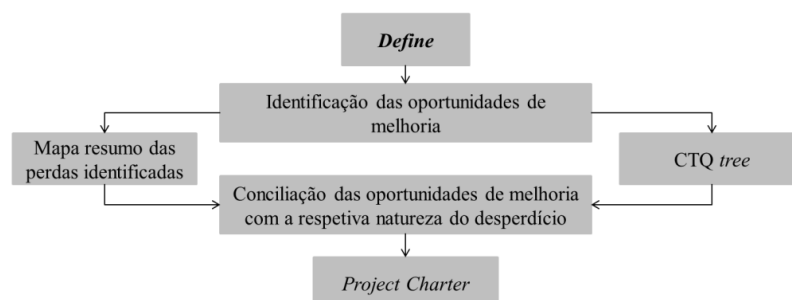 Define
Identificação das oportunidades de
melhoria
Mapa resumo das
perdas identificadas
CTQ tree
Conciliação das oportunidades de melhoria
com a respetiva natureza do desperdício
Project Charter